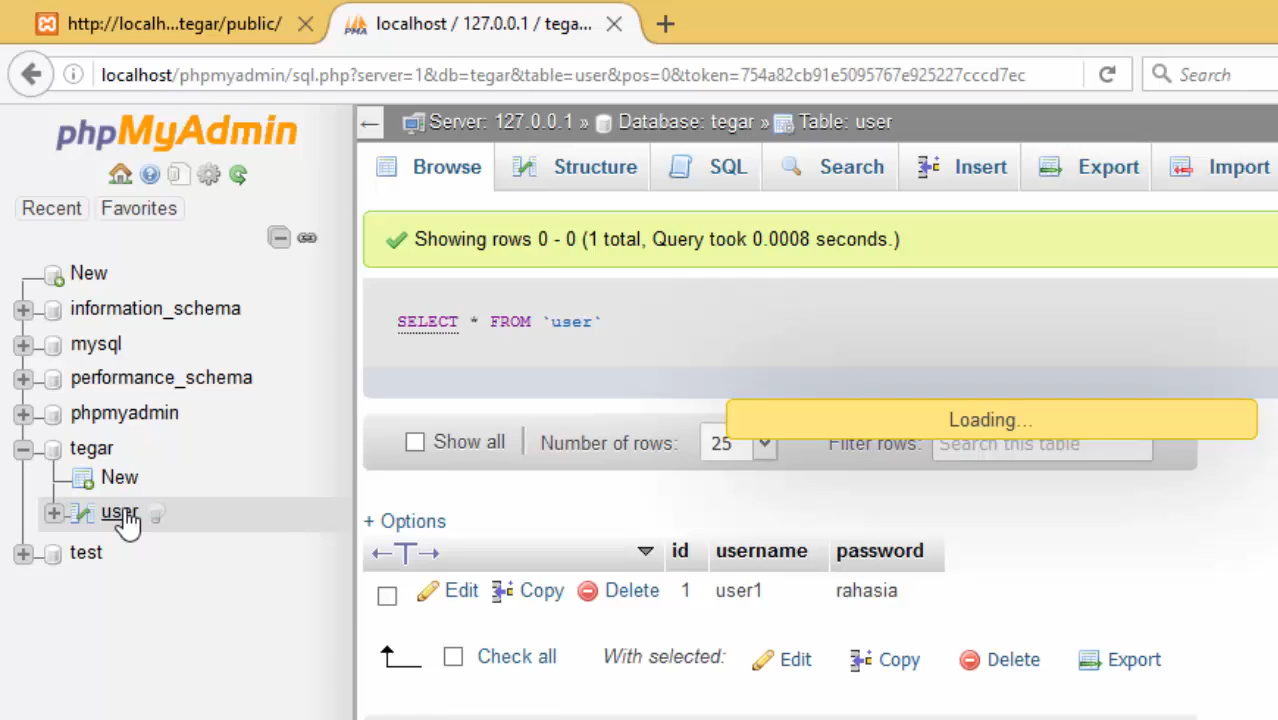 http://localh...tegar/public/
localhost / 127.0.0.1 / tega...
localhost/phpmyadmin/sql.php?server=1&db=tegar&table=user&pos=0&token=754a82cb91e5095767e925227cccd7ec
Search
phpMyAdmin
Recent Favorites
New
information_schema
mysql
performance_schema
phpmyadmin
tegar
New
user
test
Server: 127.0.0.1 » Database: tegar » Table: user
Browse Structure SQL Search Insert Export Import
Showing rows 0 - 0 (1 total, Query took 0.0008 seconds.)
SELECT * FROM `user`
Loading...
Show all Number of rows: 25 Filter rows: Search this table
+ Options
←T→ id username password
Edit Copy Delete 1 user1 rahasia
Check all With selected: Edit Copy Delete Export